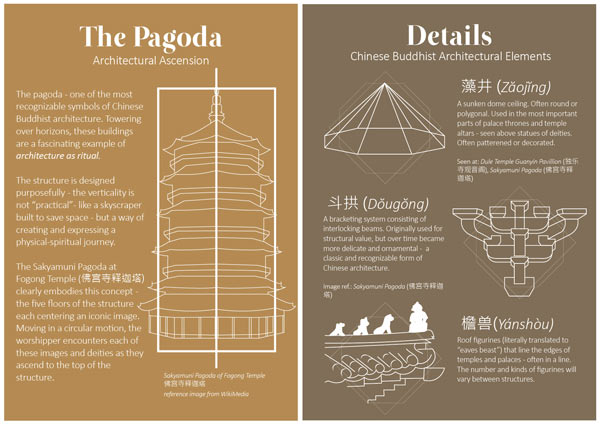 The Pagoda
Architectural Ascension
The pagoda - one of the most
recognizable symbols of Chinese
Buddhist architecture. Towering
over horizons, these buildings
are a fascinating example of
architecture as ritual.
The structure is designed
purposefully - the verticality is
not “practical”- like a skyscraper
built to save space - but a way of
creating and expressing a
physical-spiritual journey.
The Sakyamuni Pagoda at
Fogong Temple (佛宫寺释迦塔)
clearly embodies this concept -
the five floors of the structure
each centering an iconic image.
Moving in a circular motion, the
worshipper encounters each of
these images and deities as they
ascend to the top of the
structure.
Sakyamuni Pagoda of Fogong Temple
佛宫寺释迦塔
reference image from WikiMedia
Details
Chinese Buddhist Architectural Elements
藻井 (Zǎojǐng)
A sunken dome ceiling. Often round or
polygonal. Used in the most important
parts of palace thrones and temple
altars - seen above statues of deities.
Often patterened or decorated.
Seen at: Dule Temple Guanyin Pavillion (独乐
寺观音阁), Sakyamuni Pagoda (佛宫寺释
迦塔)
斗拱 (Dǒugǒng)
A bracketing system consisting of
interlocking beams. Originally used for
structural value, but over time became
more delicate and ornamental - a
classic and recognizable form of
Chinese architecture.
Image ref.: Sakyamuni Pagoda (佛宫寺释迦
塔)
檐兽(Yánshòu)
Roof figurines (literally translated to
“eaves beast”) that line the edges of
temples and palaces - often in a line.
The number and kinds of figurines will
vary between structures.